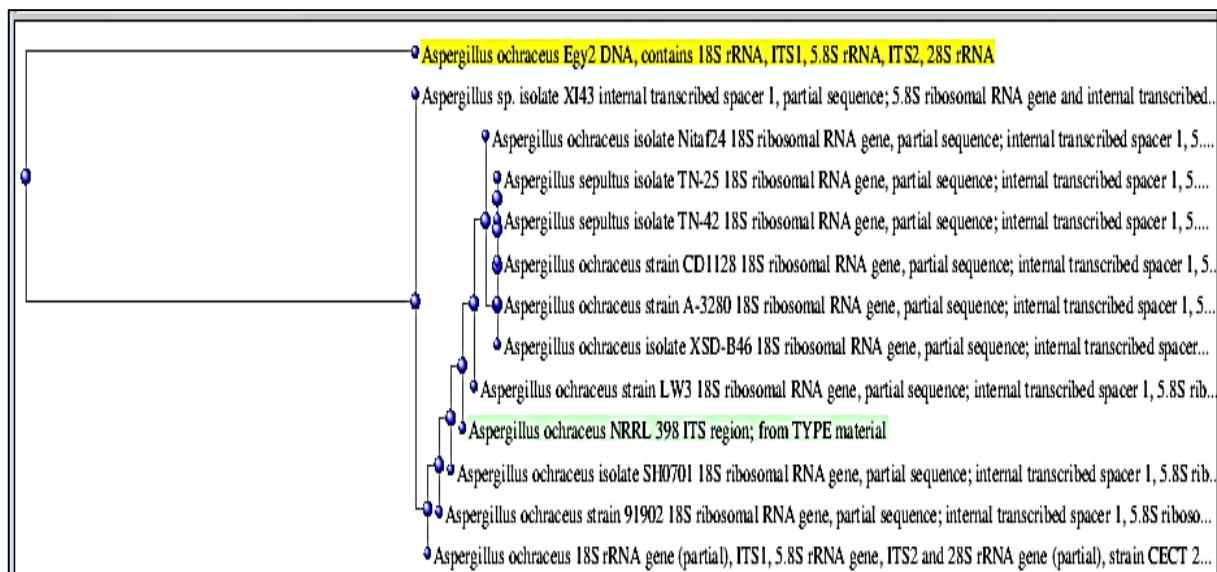 Aspergillus ochraceus Egy2 DNA, contains 18S rRNA, ITS1, 5.8S rRNA, ITS2, 28S rRNA
Aspergillus sp. isolate XI43 internal transcribed spacer 1, partial sequence; 5.8S ribosomal RNA gene and internal transcribed...
Aspergillus ochraceus isolate Nitaf24 18S ribosomal RNA gene, partial sequence; internal transcribed spacer 1, 5....
Aspergillus sepultus isolate TN-25 18S ribosomal RNA gene, partial sequence; internal transcribed spacer 1, 5....
Aspergillus sepultus isolate TN-42 18S ribosomal RNA gene, partial sequence; internal transcribed spacer 1, 5....
Aspergillus ochraceus strain CD1128 18S ribosomal RNA gene, partial sequence; internal transcribed spacer 1, 5...
Aspergillus ochraceus strain A-3280 18S ribosomal RNA gene, partial sequence; internal transcribed spacer 1, 5...
Aspergillus ochraceus isolate XSD-B46 18S ribosomal RNA gene, partial sequence; internal transcribed spacer...
Aspergillus ochraceus strain LW3 18S ribosomal RNA gene, partial sequence; internal transcribed spacer 1, 5.8S rib...
Aspergillus ochraceus NRRL 398 ITS region; from TYPE material
Aspergillus ochraceus isolate SH0701 18S ribosomal RNA gene, partial sequence; internal transcribed spacer 1, 5.8S rib...
Aspergillus ochraceus strain 91902 18S ribosomal RNA gene, partial sequence; internal transcribed spacer 1, 5.8S riboso...
Aspergillus ochraceus 18S rRNA gene (partial), ITS1, 5.8S rRNA gene, ITS2 and 28S rRNA gene (partial), strain CECT 2...